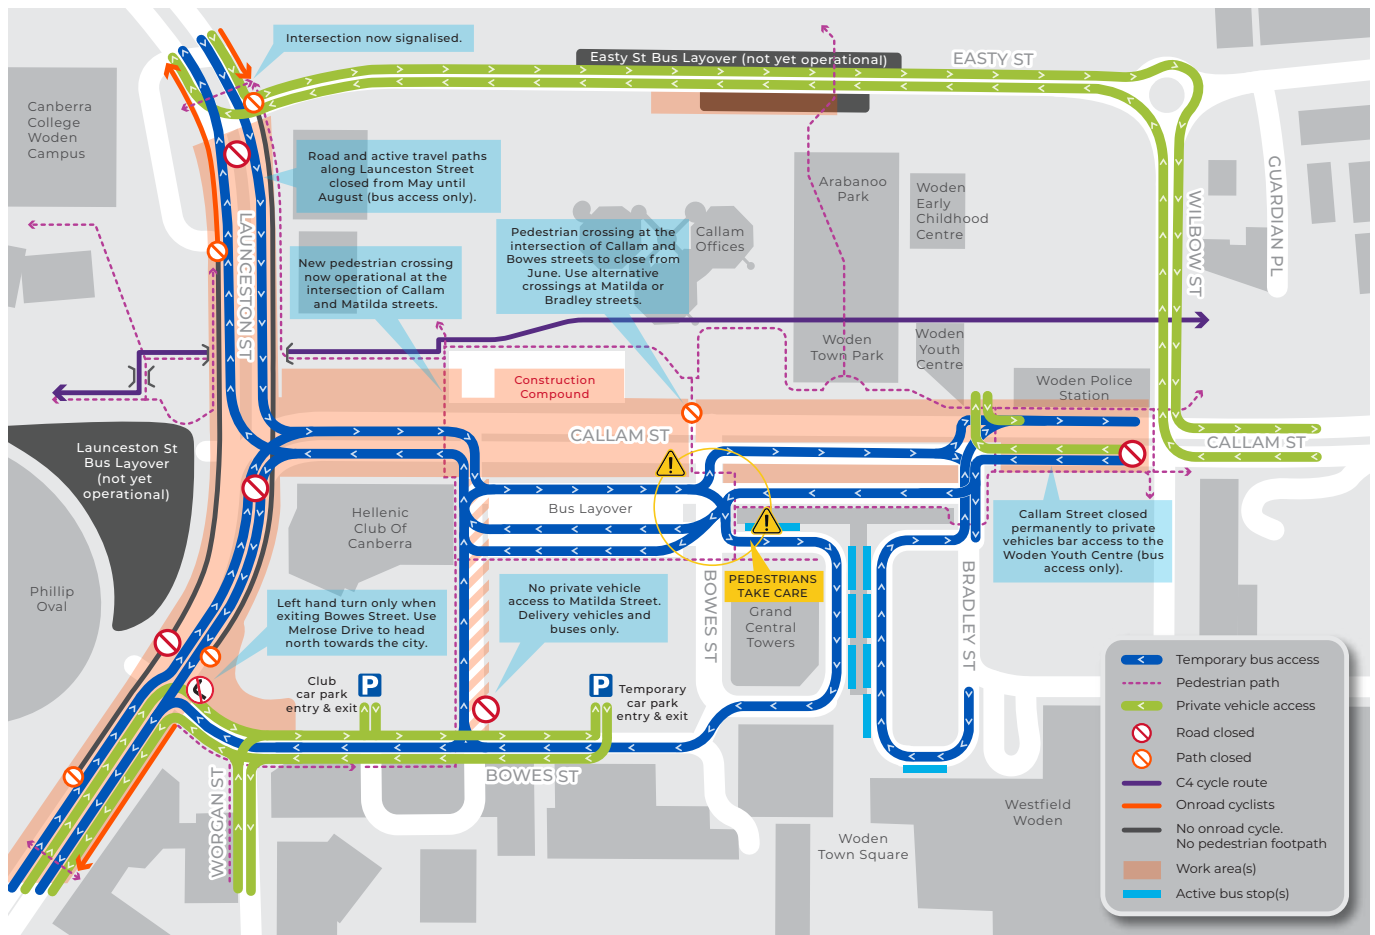 Intersection now signalised.
Easty St Bus Layover (not yet operational)
EASTY ST
Canberra
College
Woden
Campus
Road and active travel paths
along Launceston Street
closed from May until
August (bus access only).
Arabanoo
Park
Woden
Early
Childhood
Centre
GUARDIAN PL
WILBOW ST
LAUNCESTON ST
Pedestrian crossing at the
intersection of Callam and
Bowes streets to close from
June. Use alternative
crossings at Matilda or
Bradley streets.
Callam
Offices
New pedestrian crossing
now operational at the
intersection of Callam
and Matilda streets.
Woden
Town Park
Woden
Youth
Centre
Construction
Compound
Woden Police
Station
CALLAM ST
CALLAM ST
Launceston St
Bus Layover
(not yet
operational)
Hellenic
Club Of
Canberra
Bus Layover
Callam Street closed
permanently to private
vehicles bar access to the
Woden Youth Centre (bus
access only).
Phillip
Oval
Left hand turn only when
exiting Bowes Street. Use
Melrose Drive to head
north towards the city.
No private vehicle
access to Matilda Street.
Delivery vehicles and
buses only.
BOWES ST
PEDESTRIANS
TAKE CARE
Grand
Central
Towers
BRADLEY ST
Club
car park
entry & exit
P
P
Temporary
car park
entry & exit
WORGAN ST
BOWES ST
Woden
Town Square
Westfield
Woden
Temporary bus access
Pedestrian path
Private vehicle access
Road closed
Path closed
C4 cycle route
Onroad cyclists
No onroad cycle.
No pedestrian footpath
Work area(s)
Active bus stop(s)